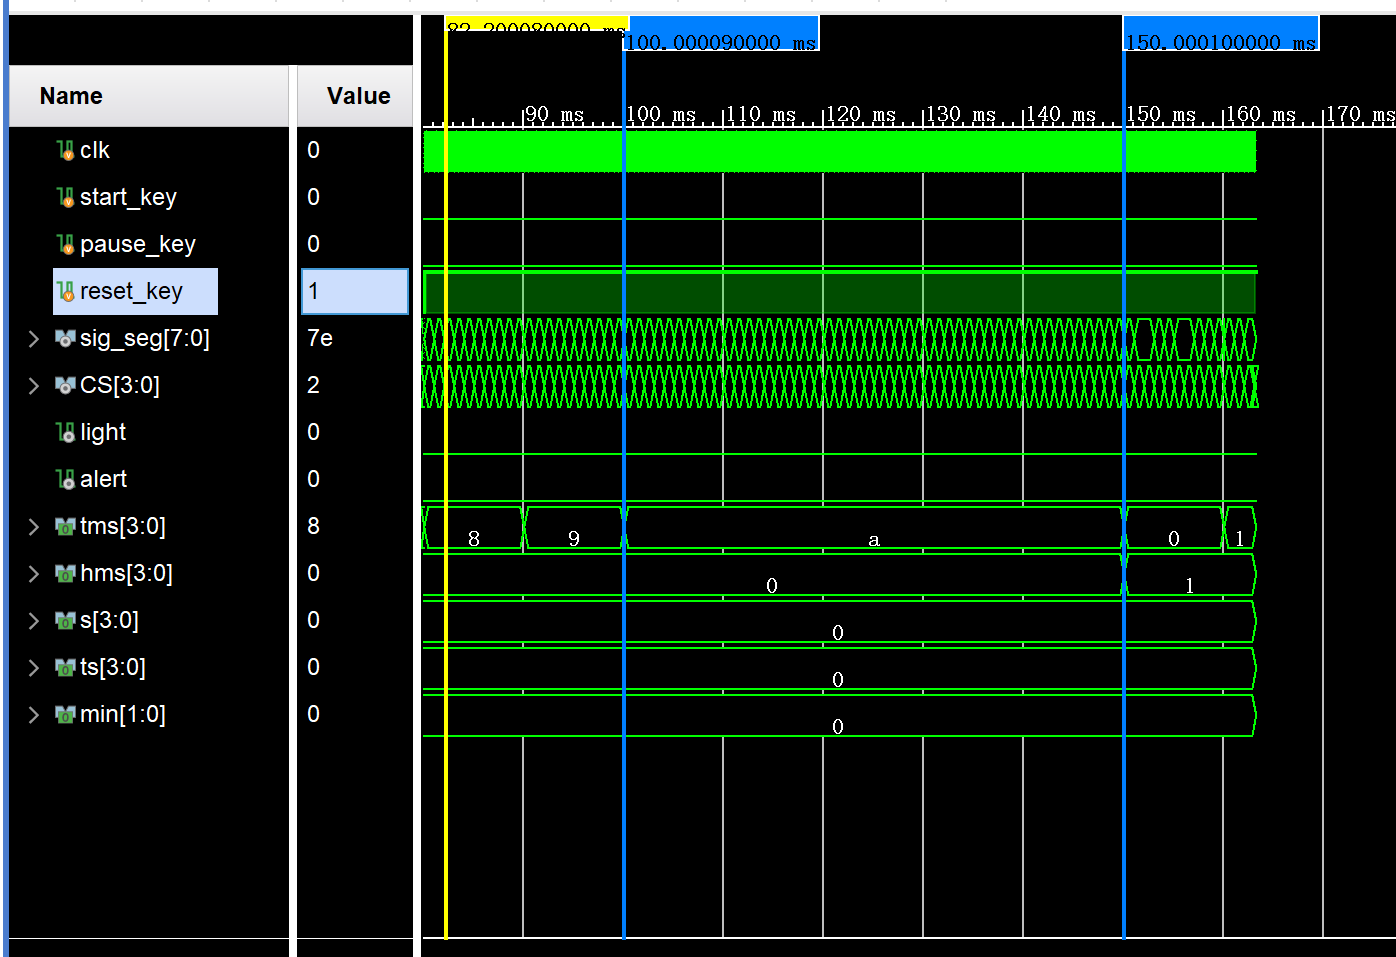 82.200080000 ms
100.000090000 ms
150.000100000 ms
Name Value
90 ms 100 ms 110 ms 120 ms 130 ms 140 ms 150 ms 160 ms 170 ms
clk 0
start_key 0
pause_key 0
reset_key 1
sig_seg[7:0] 7e
CS[3:0] 2
light 0
alert 0
tms[3:0] 8 8 9 a 0 1
hms[3:0] 0 0 1
s[3:0] 0 0
ts[3:0] 0 0
min[1:0] 0 0